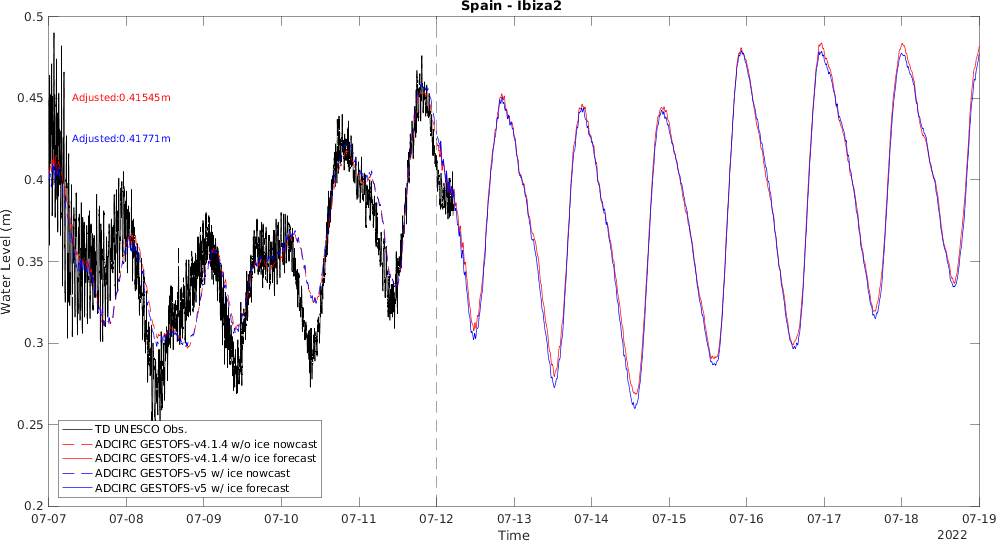 Spain - Ibiza2
0.5
0.45
0.4
0.35
0.3
0.25
0.2
Water Level (m)
Adjusted:0.41545m
Adjusted:0.41771m
TD UNESCO Obs.
ADCIRC GESTOFS-v4.1.4 w/o ice nowcast
ADCIRC GESTOFS-v4.1.4 w/o ice forecast
ADCIRC GESTOFS-v5 w/ ice nowcast
ADCIRC GESTOFS-v5 w/ ice forecast
07-07 07-08 07-09 07-10 07-11 07-12 07-13 07-14 07-15 07-16 07-17 07-18 07-19
Time
2022